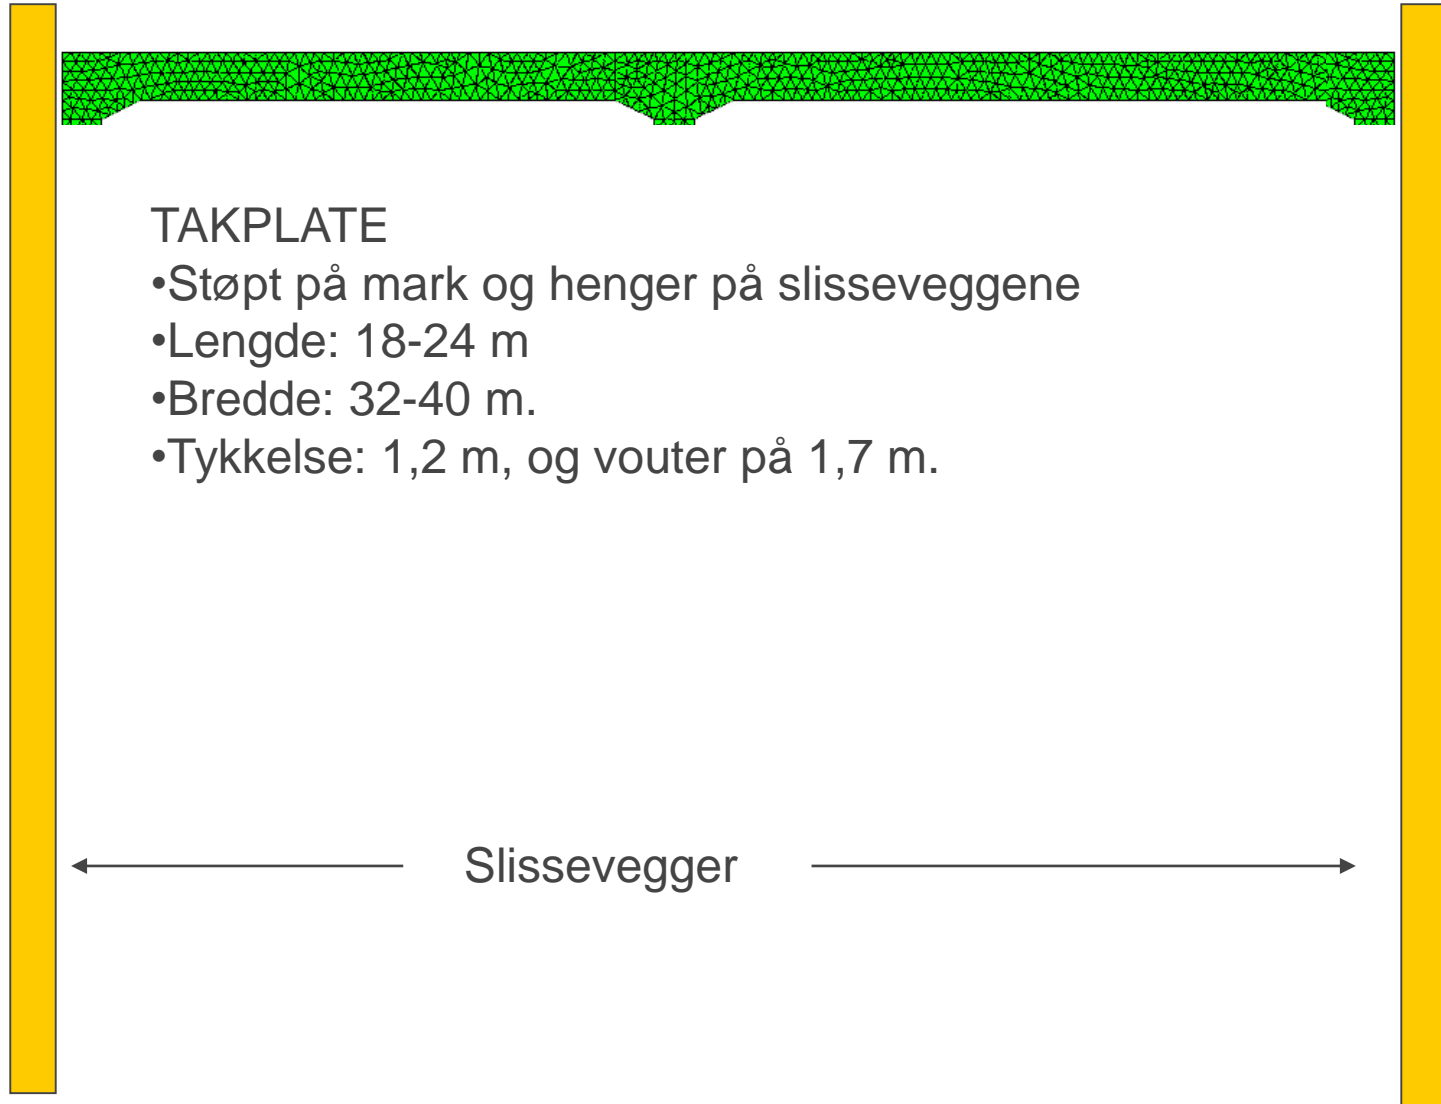 TAKPLATE
•Støpt på mark og henger på slisseveggene
•Lengde: 18-24 m
•Bredde: 32-40 m.
•Tykkelse: 1,2 m, og vouter på 1,7 m.
Slissevegger